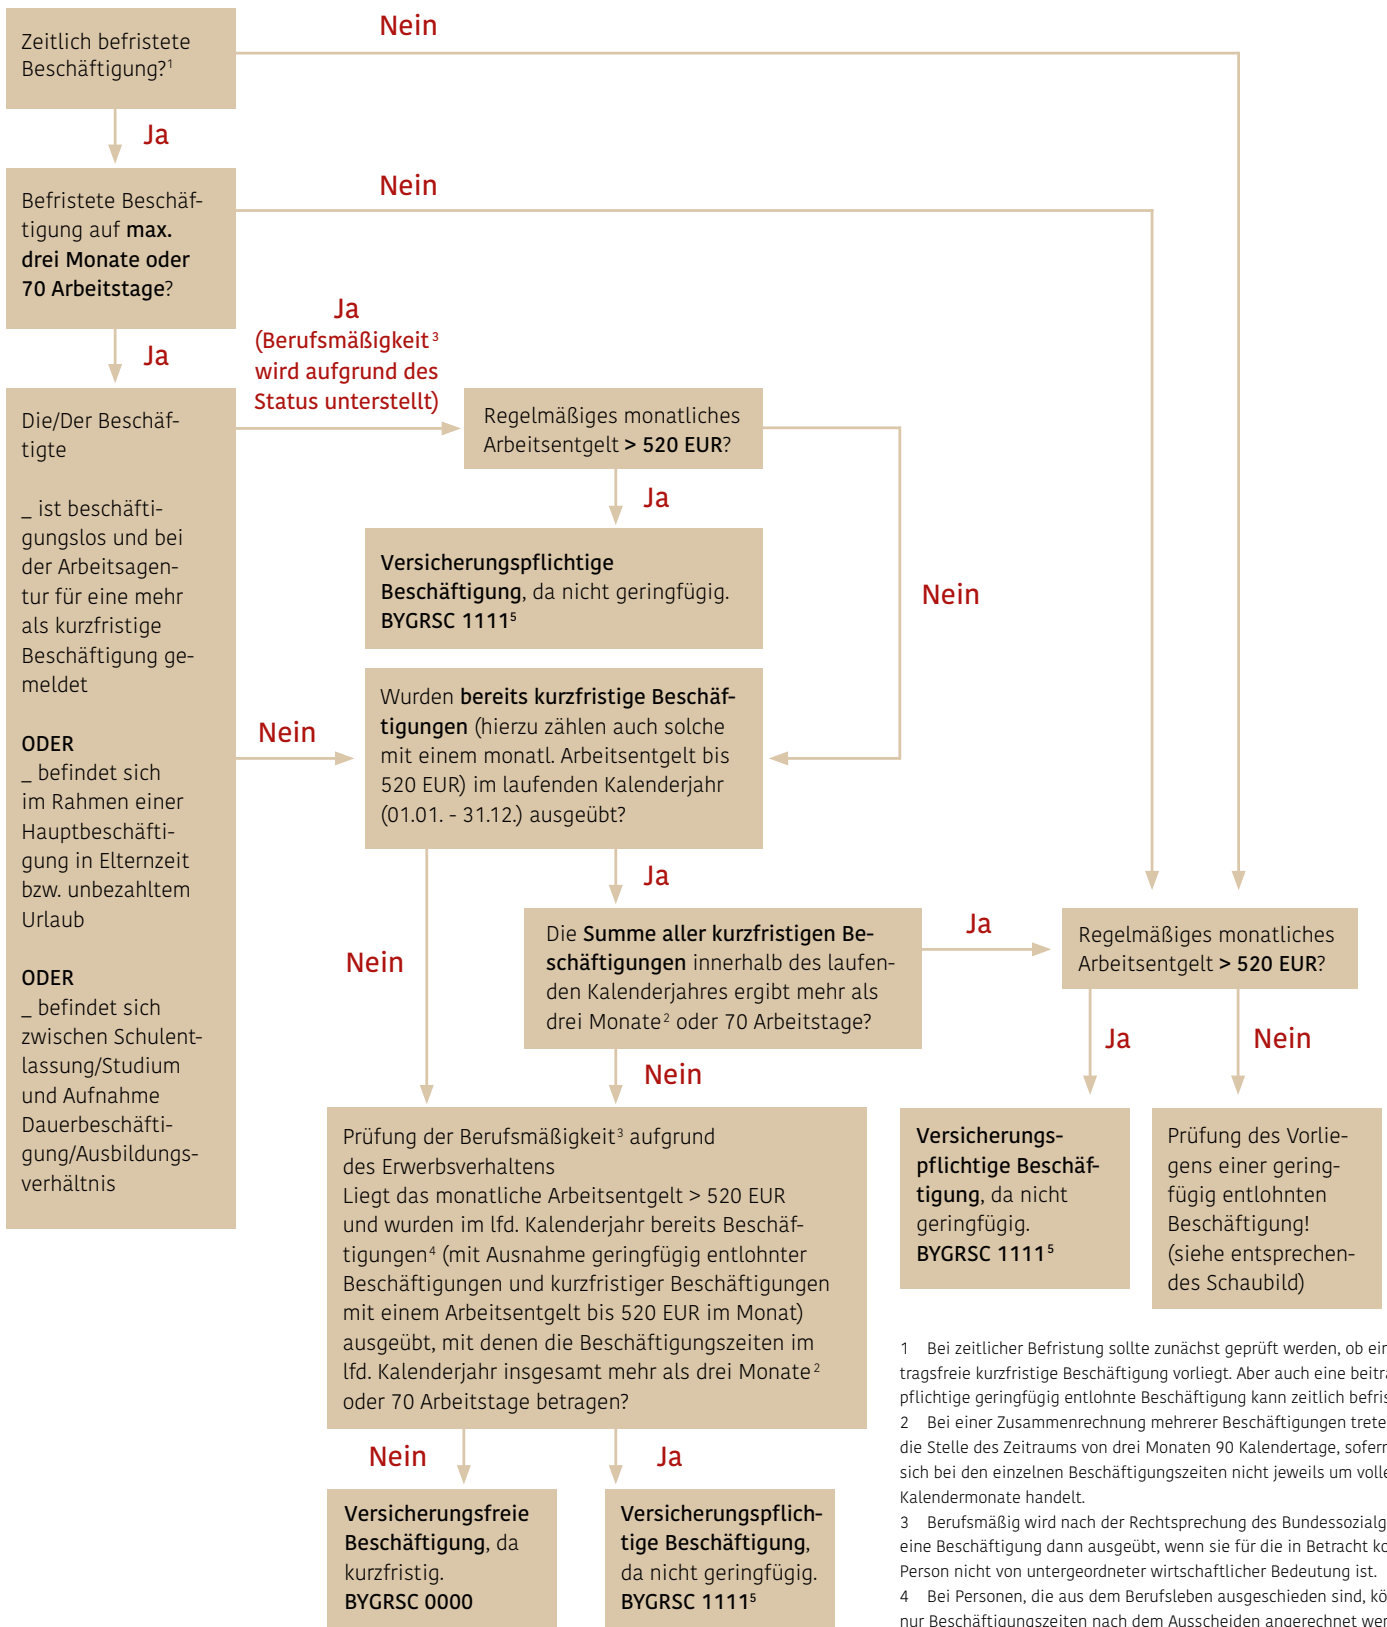 Zeitlich befristete
Beschäftigung?¹
Nein
Ja
Befristete Beschäf-
tigung auf max.
drei Monate oder
70 Arbeitstage?
Nein
Ja
Ja
(Berufsmäßigkeit³
wird aufgrund des
Status unterstellt)
Die/Der Beschäf-
tigte
_ ist beschäfti-
gungslos und bei
der Arbeitsagen-
tur für eine mehr
als kurzfristige
Beschäftigung ge-
meldet
ODER
_ befindet sich
im Rahmen einer
Hauptbeschäfti-
gung in Elternzeit
bzw. unbezahltem
Urlaub
ODER
_ befindet sich
zwischen Schulent-
lassung/Studium
und Aufnahme
Dauerbeschäfti-
gung/Ausbildungs-
verhältnis
Regelmäßiges monatliches
Arbeitsentgelt > 520 EUR?
Ja
Nein
Versicherungspflichtige
Beschäftigung, da nicht geringfügig.
BYGRSC 1111⁵
Nein
Wurden bereits kurzfristige Beschäf-
tigungen (hierzu zählen auch solche
mit einem monatl. Arbeitsentgelt bis
520 EUR) im laufenden Kalenderjahr
(01.01. - 31.12.) ausgeübt?
Nein
Ja
Die Summe aller kurzfristigen Be-
schäftigungen innerhalb des laufen-
den Kalenderjahres ergibt mehr als
drei Monate² oder 70 Arbeitstage?
Ja
Nein
Regelmäßiges monatliches
Arbeitsentgelt > 520 EUR?
Ja
Nein
Prüfung der Berufsmäßigkeit³ aufgrund
des Erwerbsverhaltens
Liegt das monatliche Arbeitsentgelt > 520 EUR
und wurden im lfd. Kalenderjahr bereits Beschäf-
tigungen⁴ (mit Ausnahme geringfügig entlohnter
Beschäftigungen und kurzfristiger Beschäftigungen
mit einem Arbeitsentgelt bis 520 EUR im Monat)
ausgeübt, mit denen die Beschäftigungszeiten im
lfd. Kalenderjahr insgesamt mehr als drei Monate²
oder 70 Arbeitstage betragen?
Nein
Ja
Versicherungsfreie
Beschäftigung, da
kurzfristig.
BYGRSC 0000
Versicherungspflich-
tige Beschäftigung,
da nicht geringfügig.
BYGRSC 1111⁵
Versicherungs-
pflichtige Beschäf-
tigung, da nicht
geringfügig.
BYGRSC 1111⁵
Prüfung des Vorlie-
gens einer gering-
fügig entlohnten
Beschäftigung!
(siehe entsprechen-
des Schaubild)
1 Bei zeitlicher Befristung sollte zunächst geprüft werden, ob ein
tragsfreie kurzfristige Beschäftigung vorliegt. Aber auch eine beitra
pflichtige geringfügig entlohnte Beschäftigung kann zeitlich befris
2 Bei einer Zusammenrechnung mehrerer Beschäftigungen trete
die Stelle des Zeitraums von drei Monaten 90 Kalendertage, sofern
sich bei den einzelnen Beschäftigungszeiten nicht jeweils um volle
Kalendermonate handelt.
3 Berufsmäßig wird nach der Rechtsprechung des Bundessozialg
eine Beschäftigung dann ausgeübt, wenn sie für die in Betracht ko
Person nicht von untergeordneter wirtschaftlicher Bedeutung ist.
4 Bei Personen, die aus dem Berufsleben ausgeschieden sind, kö
nur Beschäftigungszeiten nach dem Ausscheiden angerechnet wer